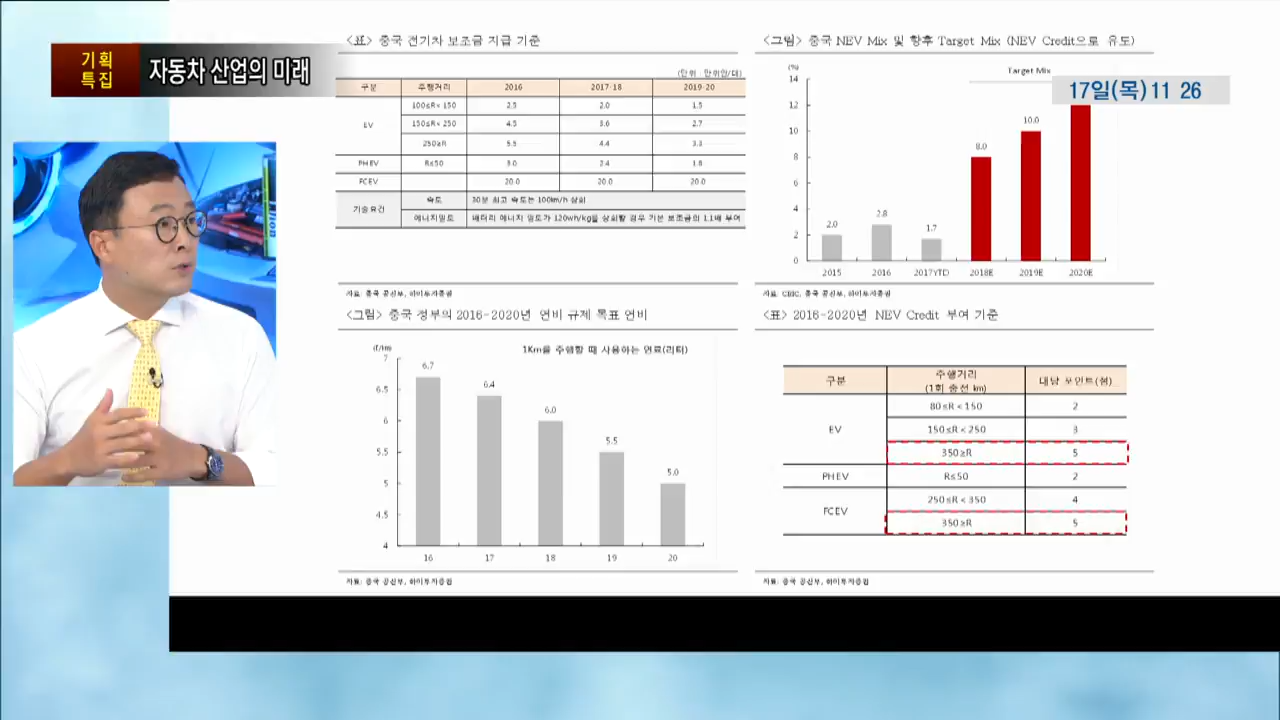 기획
특집
자동차 산업의 미래
17일(목) 11 26
<표> 중국 전기차 보조금 지급 기준
(단위 : 만위안/대)
구분 주행거리 2016 2017-18 2019-20
EV 100≤R<150 2.5 2.0 1.5
150≤R<250 4.5 3.6 2.7
250≥R 5.5 4.4 3.3
PHEV R≤50 3.0 2.4 1.8
FCEV 20.0 20.0 20.0
기술요건 속도 30분 최고 속도는 100km/h 상회
에너지밀도 배터리 에너지 밀도가 120wh/kg을 상회할 경우 기본 보조금의 1.1배 부여
자료: 중국 공신부, 하이투자증권
<그림> 중국 NEV Mix 및 향후 Target Mix (NEV Credit으로 유도)
(%)
Target Mix
14
12
10
8
6
4
2
0
2.0 2.8 1.7 8.0 10.0
2015 2016 2017YTD 2018E 2019E 2020E
자료: CEIC, 중국 공신부, 하이투자증권
<그림> 중국 정부의 2016-2020년 연비 규제 목표 연비
1Km을 주행할 때 사용하는 연료(리터)
7
6.5
6
5.5
5
4.5
4
6.7 6.4 6.0 5.5 5.0
16 17 18 19 20
자료: 중국 공신부, 하이투자증권
<표> 2016-2020년 NEV Credit 부여 기준
구분 주행거리 대당 포인트(점)
(1회 충전 km)
EV 80≤R<150 2
150≤R<250 3
350≥R 5
PHEV R≤50 2
FCEV 250≤R<350 4
350≥R 5
자료: 중국 공신부, 하이투자증권